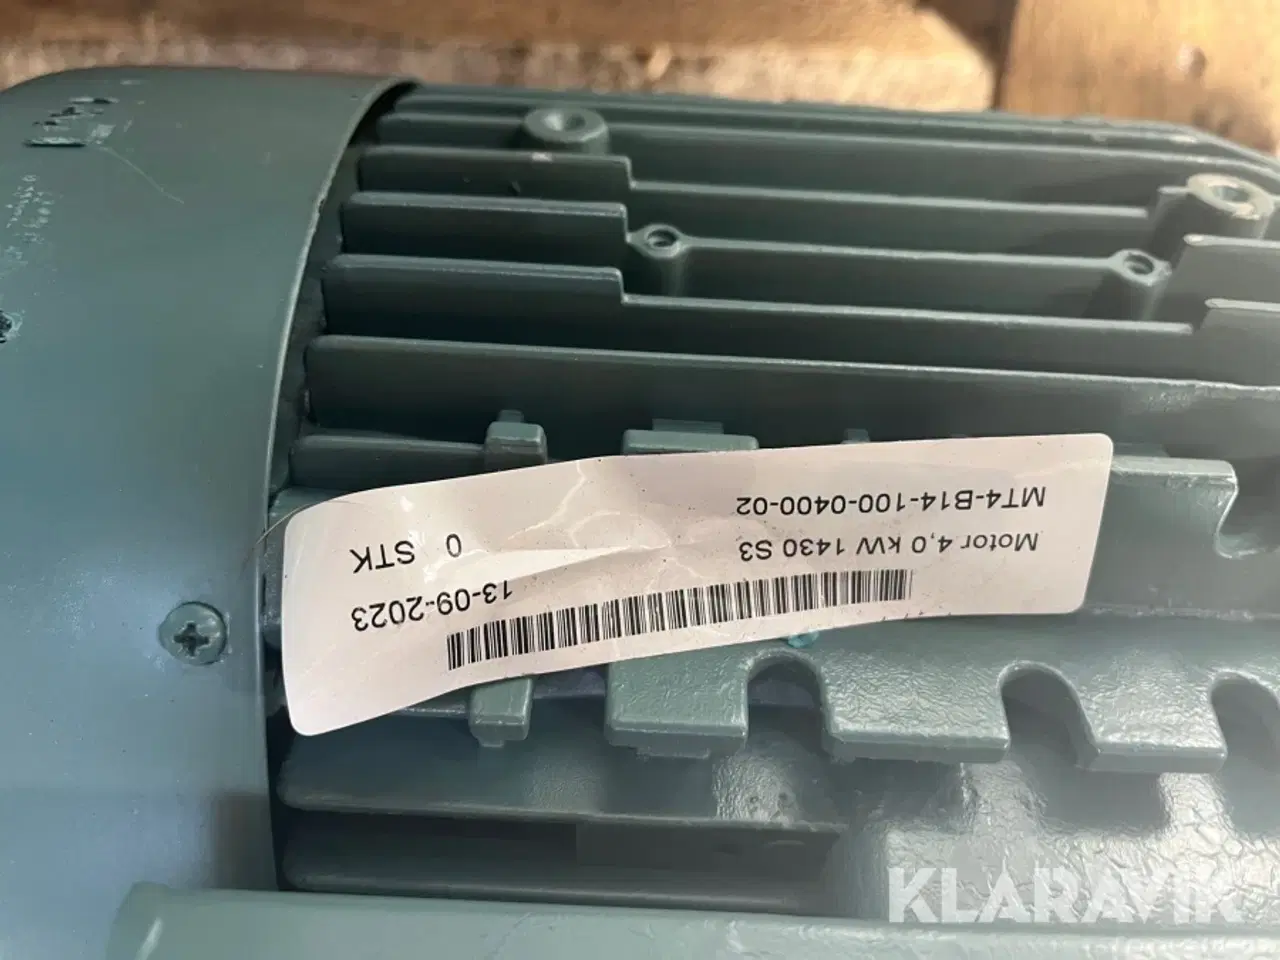 13-09-2023
Motor 4,0 kW 1430 S3
0 STK
MT4-B14-100-0400-02
KLARAVIK